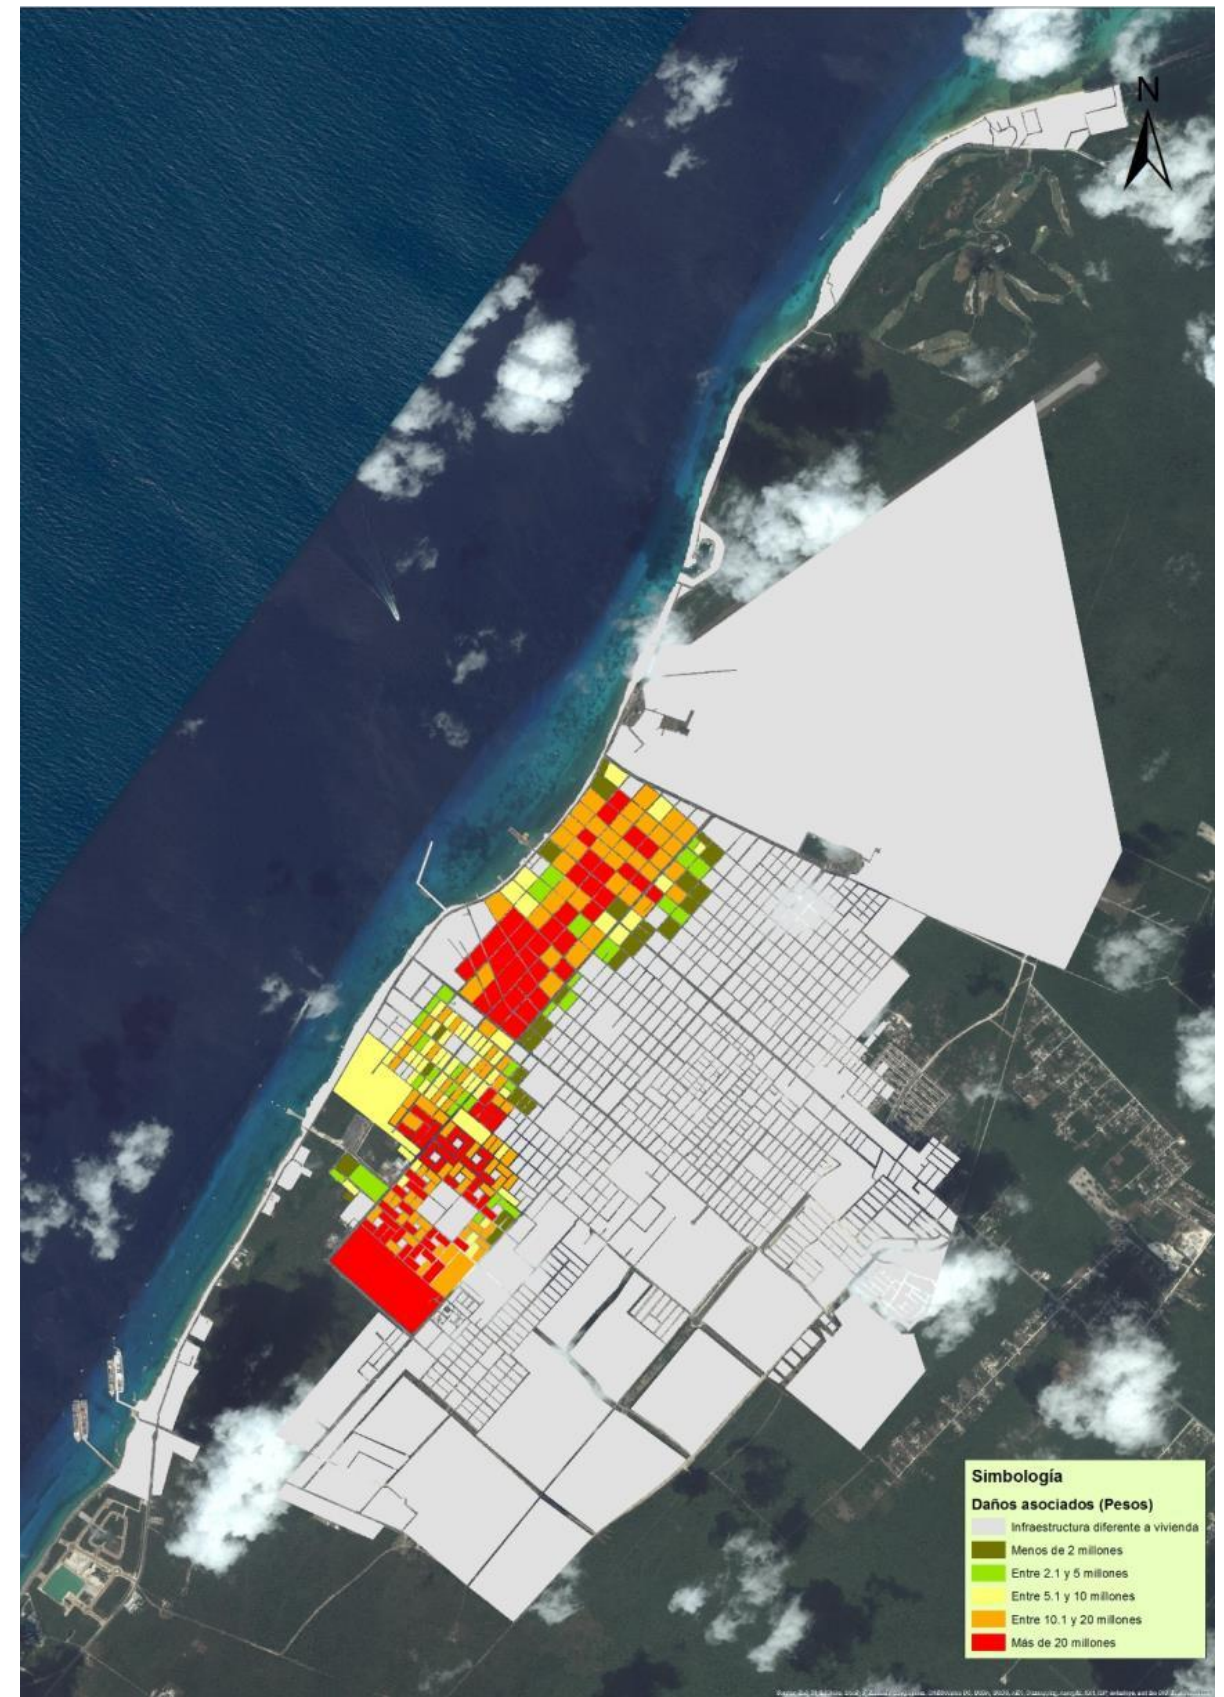 N
Simbología
Daños asociados (Pesos)
Infraestructura diferente a vivienda
Menos de 2 millones
Entre 2.1 y 5 millones
Entre 5.1 y 10 millones
Entre 10.1 y 20 millones
Más de 20 millones